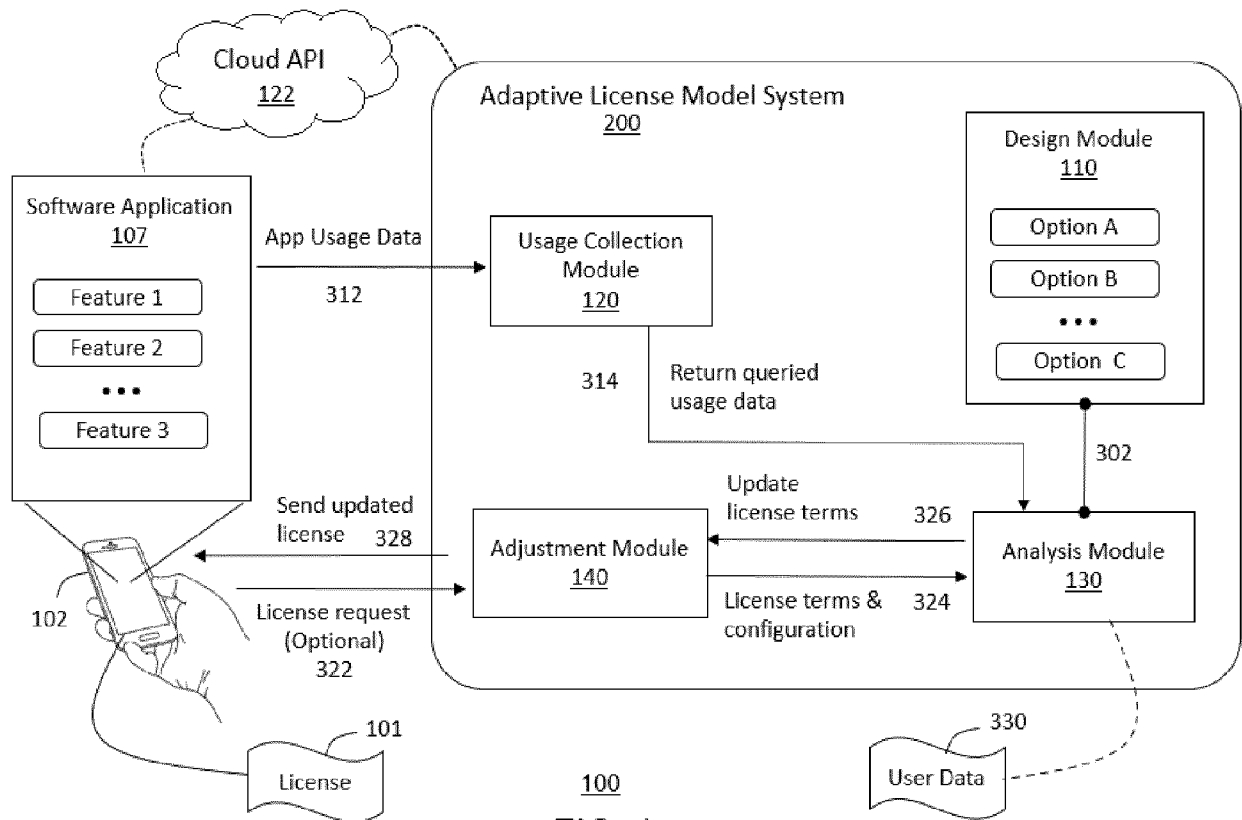 Cloud API
122
Adaptive License Model System
200
Design Module
110
Option A
Option B
Option C
Software Application
107
Feature 1
Feature 2
Feature 3
App Usage Data
312
Usage Collection
Module
120
314
Return queried
usage data
302
Send updated
license
328
Update
license terms
326
Adjustment Module
140
Analysis Module
130
License terms &
configuration
324
License request
(Optional)
322
102
101
License
330
User Data
100